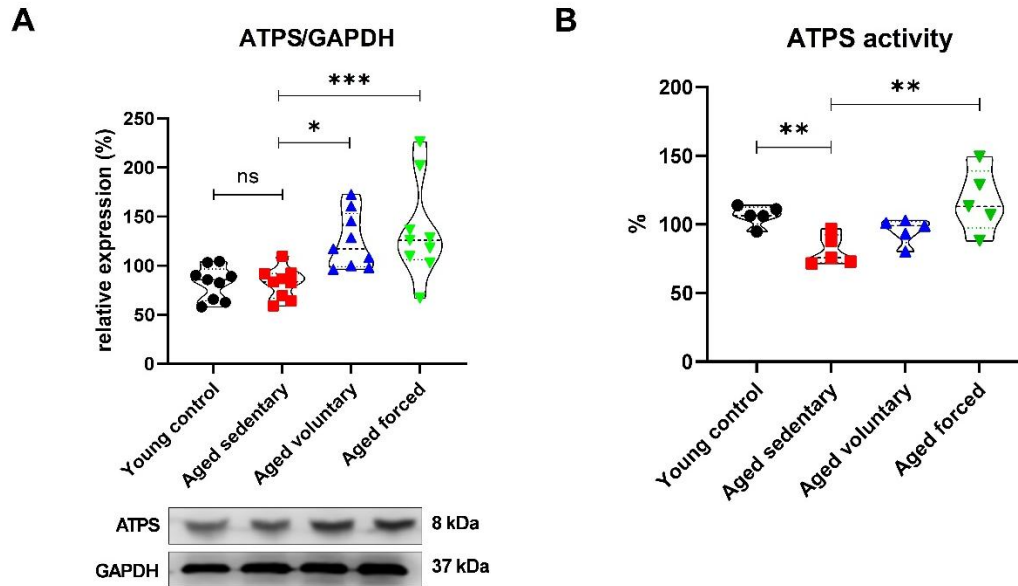 A
ATPS/GAPDH
***
*
ns
relative expression (%)
250
200
150
100
50
0
Young control
Aged sedentary
Aged voluntary
Aged forced
ATPS
8 kDa
GAPDH
37 kDa
B
ATPS activity
**
**
%
200
150
100
50
0
Young control
Aged sedentary
Aged voluntary
Aged forced